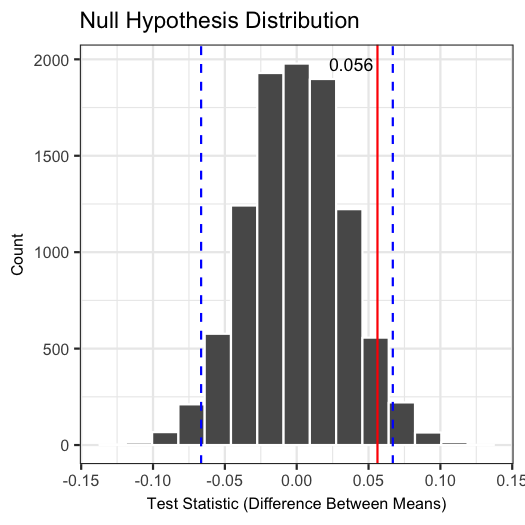 Null Hypothesis Distribution
0.056
2000
1500
1000
500
0
Count
-0.15 -0.10 -0.05 0.00 0.05 0.10 0.15
Test Statistic (Difference Between Means)